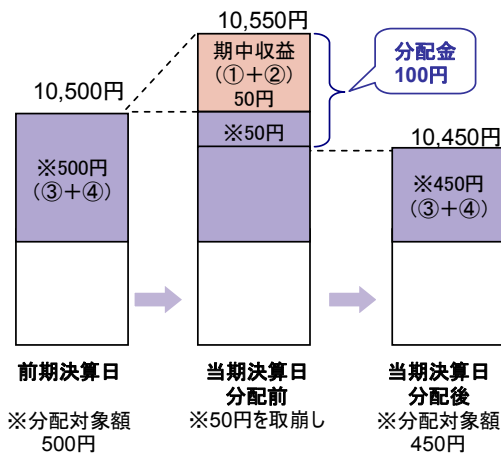 10,550円
期中収益
(①+②)
50円
分配金
100円
10,500円
※50円
10,450円
※500円
(③+④)
※450円
(③+④)
前期決算日
当期決算日
分配前
当期決算日
分配後
※分配対象額
500円
※50円を取崩し
※分配対象額
450円